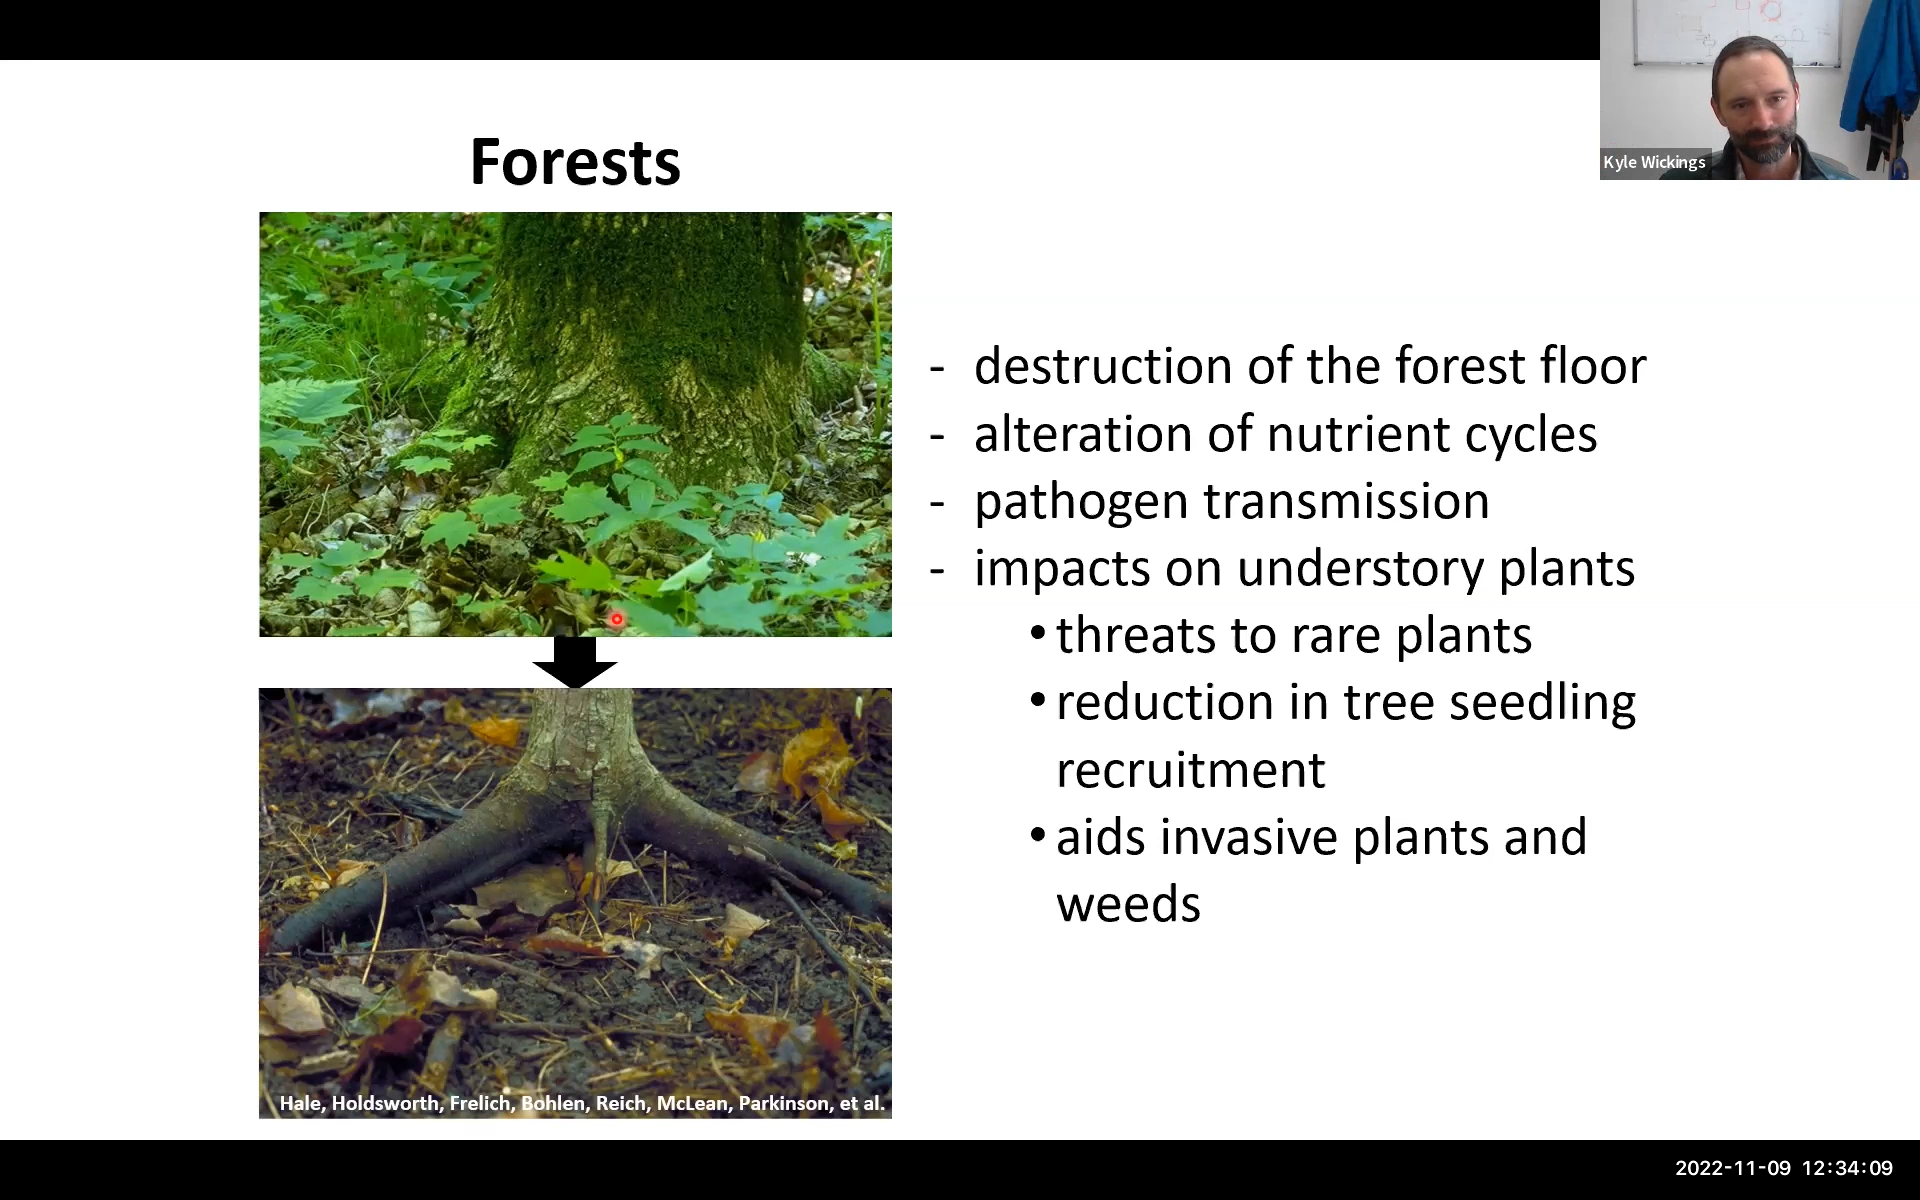 Kyle Wickings
Forests
- destruction of the forest floor
- alteration of nutrient cycles
- pathogen transmission
- impacts on understory plants
• threats to rare plants
• reduction in tree seedling
recruitment
• aids invasive plants and
weeds
Hale, Holdsworth, Frelich, Bohlen, Reich, McLean, Parkinson, et al.
2022-11-09 12:34:09